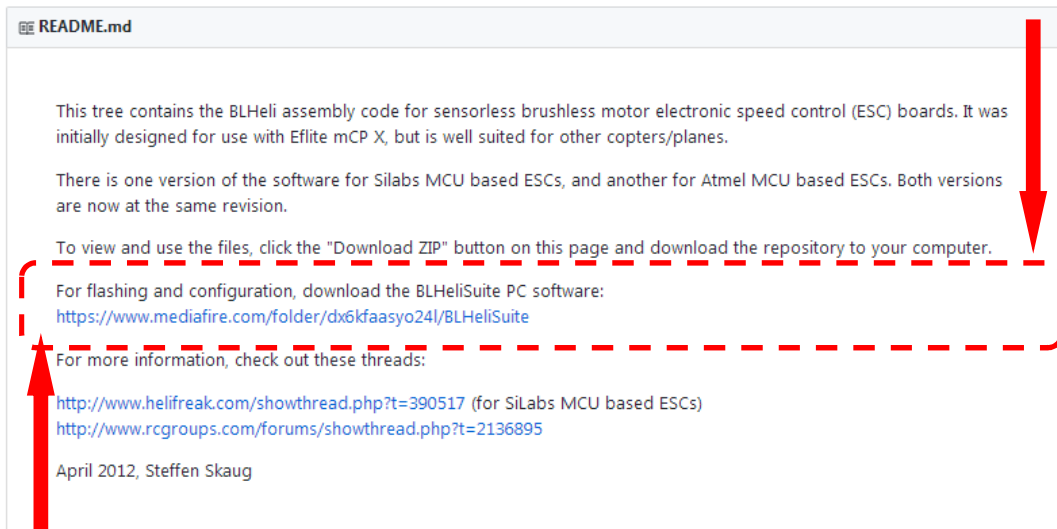 README.md
This tree contains the BLHeli assembly code for sensorless brushless motor electronic speed control (ESC) boards. It was
initially designed for use with Eflite mCP X, but is well suited for other copters/planes.
There is one version of the software for Silabs MCU based ESCs, and another for Atmel MCU based ESCs. Both versions
are now at the same revision.
To view and use the files, click the "Download ZIP" button on this page and download the repository to your computer.
For flashing and configuration, download the BLHeliSuite PC software:
https://www.mediafire.com/folder/dx6kfaasyo24l/BLHeliSuite
For more information, check out these threads:
http://www.helifreak.com/showthread.php?t=390517 (for SiLabs MCU based ESCs)
http://www.rcgroups.com/forums/showthread.php?t=2136895
April 2012, Steffen Skaug